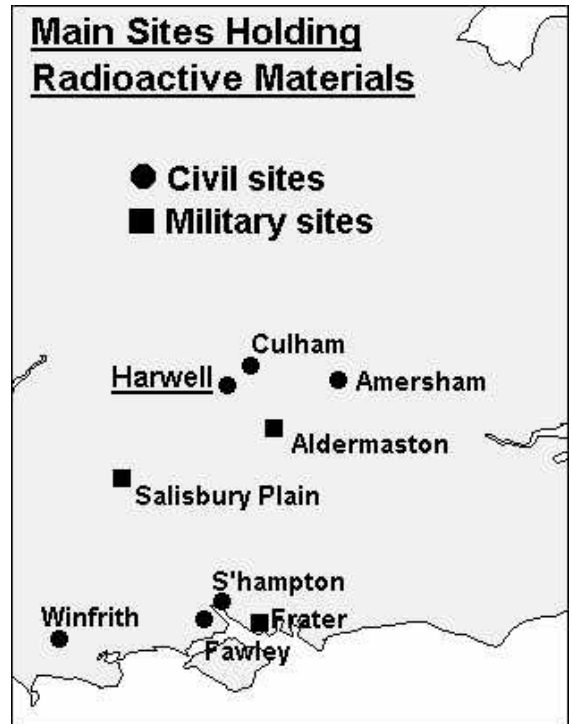 Main Sites Holding
Radioactive Materials
Civil sites
Military sites
Culham
Harwell
Amersham
Aldermaston
Salisbury Plain
S'hampton
Winfrith
Frater
Fawley